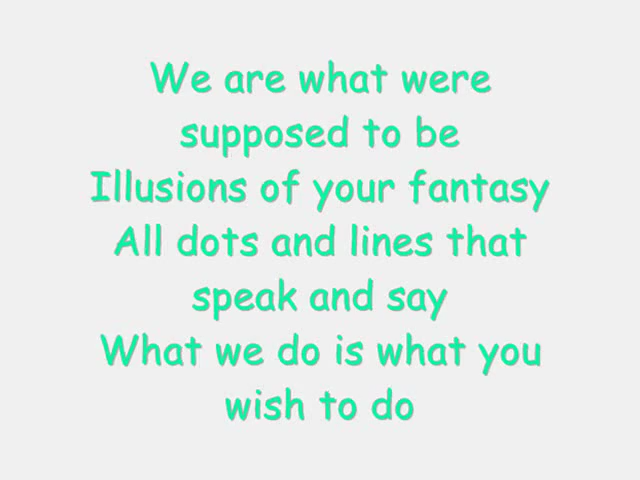 We are what were
supposed to be
Illusions of your fantasy
All dots and lines that
speak and say
What we do is what you
wish to do